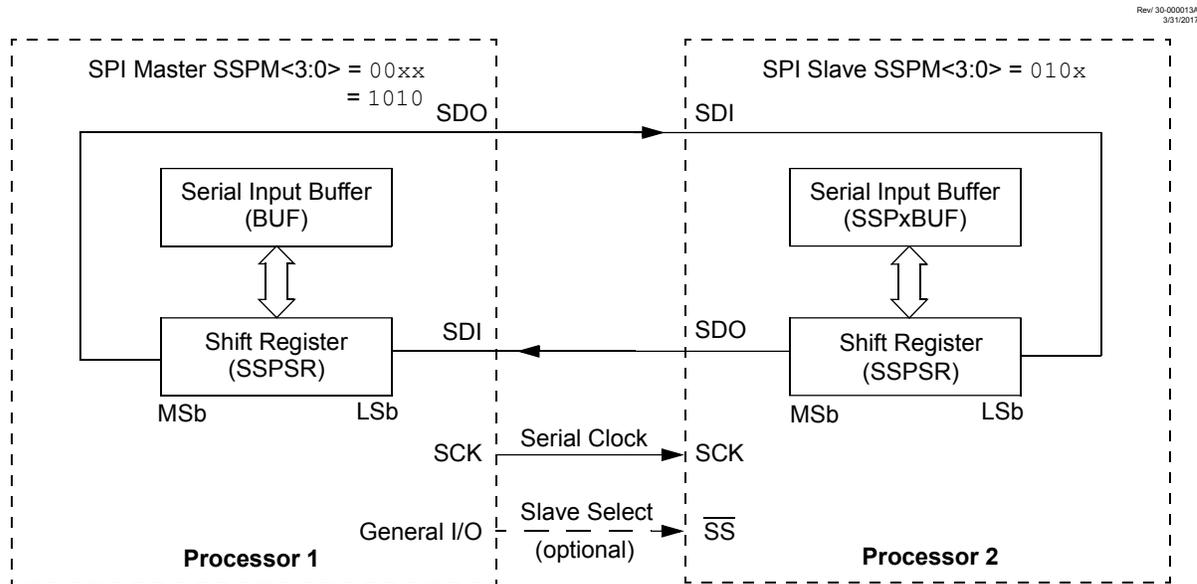 Rev/ 30-000013A
3/31/2017
SPI Master SSPM<3:0> = 00xx
= 1010
SPI Slave SSPM<3:0> = 010x
SDO
SDI
Serial Input Buffer
(BUF)
Serial Input Buffer
(SSPxBUF)
SDI
SDO
Shift Register
(SSPSR)
Shift Register
(SSPSR)
MSb
LSb
MSb
LSb
SCK
Serial Clock
SCK
General I/O
Slave Select
(optional)
SS
Processor 1
Processor 2